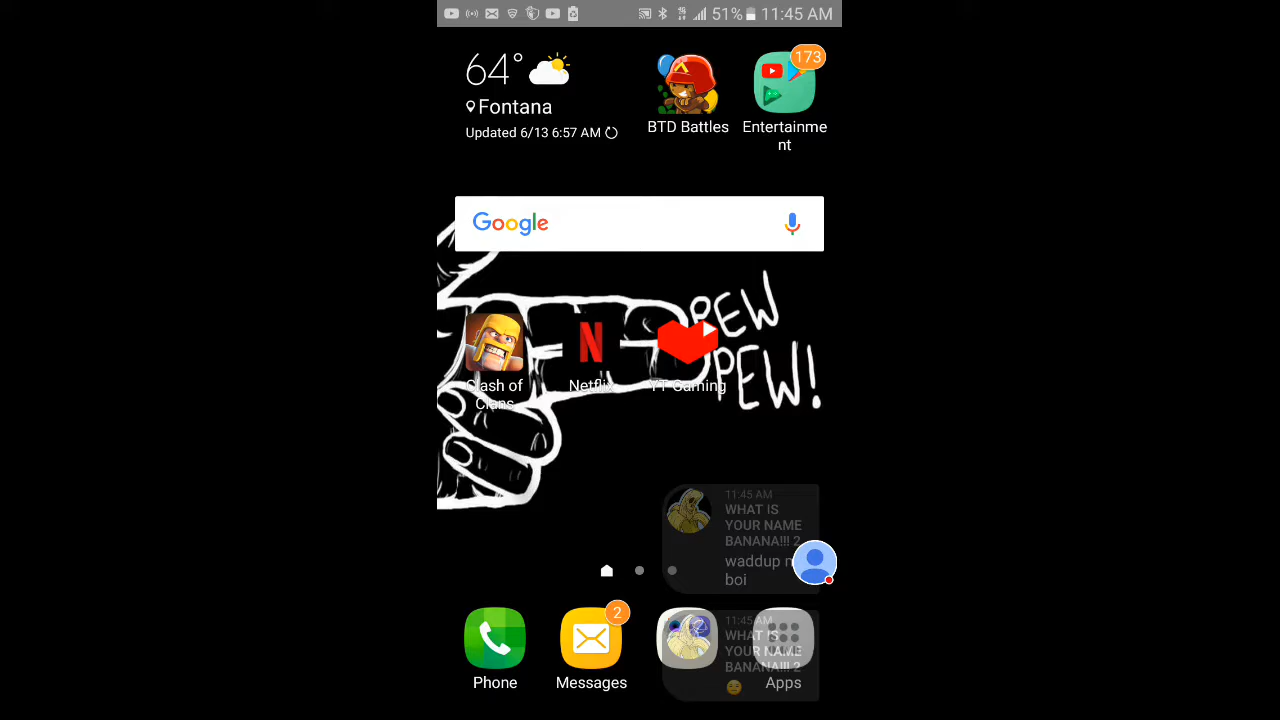 51% 11:45 AM
64°
Fontana
Updated 6/13 6:57 AM
BTD Battles
173
Entertainme
nt
Google
PEW
PEW!
Clash of
Clans
N
Netflix
YT Gaming
11:45 AM
WHAT IS
YOUR NAME
BANANA!!! 2
waddup
boi
2
11:45 AM
WHAT IS
YOUR NAME
BANANA!!! 2
Phone
Messages
Apps